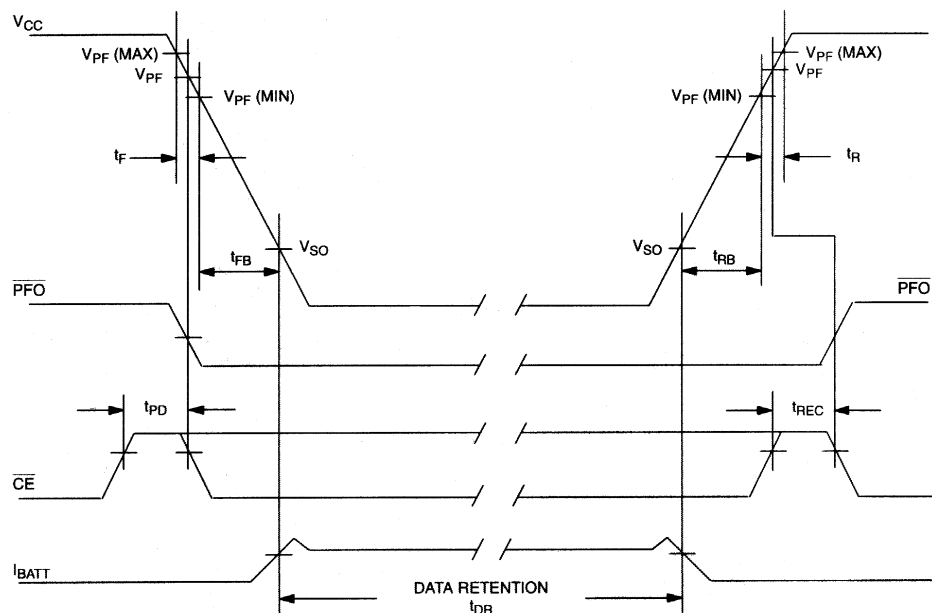 VCC
VPF (MAX)
VPF (MAX)
VPF
VPF
VPF (MIN)
VPF (MIN)
tF
tR
VSO
VSO
tFB
tRB
PFO
PFO
tPD
tREC
CE
IBATT
DATA RETENTION
tDR